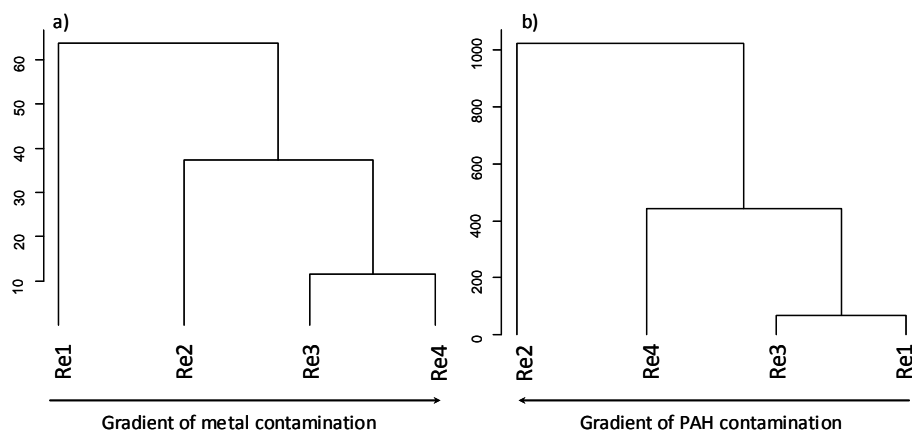 a)
60
50
40
30
20
10
Re1
Re2
Re3
Re4
Gradient of metal contamination
b)
1000
800
600
400
200
0
Re2
Re4
Re3
Re1
Gradient of PAH contamination